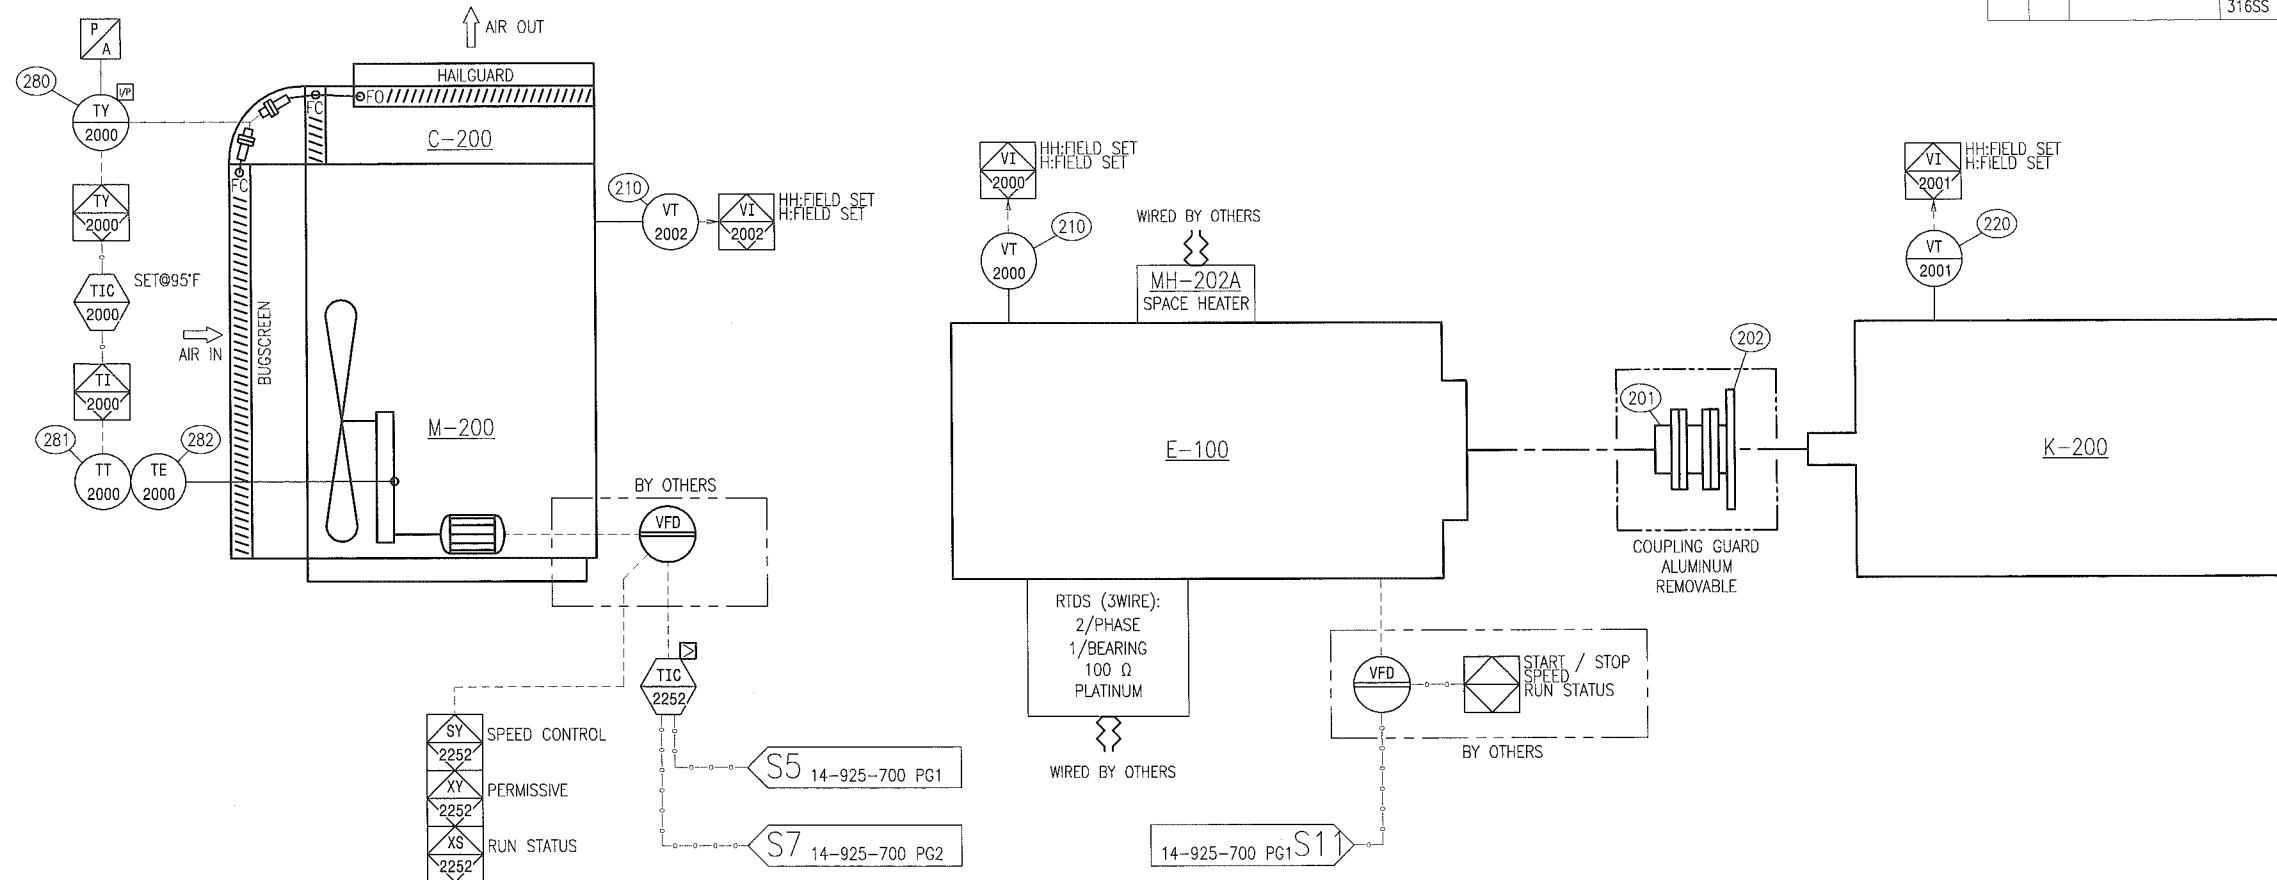 316SS
AIR OUT
P
A
HAILGUARD
280
I/P
TY
2000
FC
FO
C-200
FC
TY
2000
TIC
2000
SET@95°F
AIR IN
BUGSCREEN
TI
2000
281
282
TT
2000
TE
2000
M-200
210
VT
2002
VI
2002
HH:FIELD SET
H:FIELD SET
BY OTHERS
VFD
TIC
2252
>
SY
2252
SPEED CONTROL
XY
2252
PERMISSIVE
XS
2252
RUN STATUS
S5 14-925-700 PG1
S7 14-925-700 PG2
VI
2000
HH:FIELD SET
H:FIELD SET
210
VT
2000
WIRED BY OTHERS
MH-202A
SPACE HEATER
E-100
RTDS (3WIRE):
2/PHASE
1/BEARING
100 Ω
PLATINUM
WIRED BY OTHERS
VFD
START / STOP
SPEED
RUN STATUS
BY OTHERS
14-925-700 PG1 S11
202
201
COUPLING GUARD
ALUMINUM
REMOVABLE
VI
2001
HH:FIELD SET
H:FIELD SET
220
VT
2001
K-200